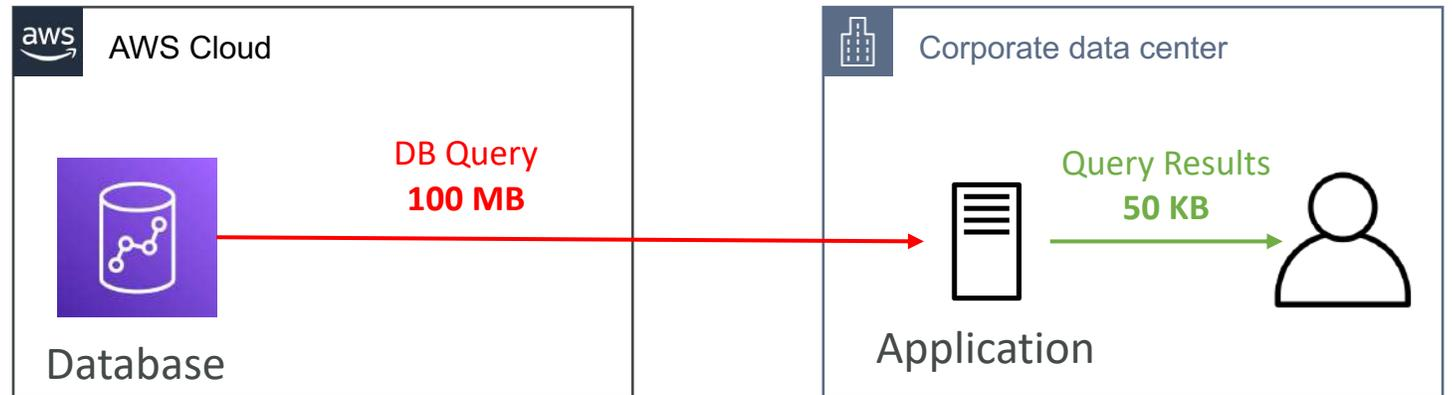 aws
AWS Cloud
Corporate data center
DB Query
100 MB
Query Results
50 KB
Database
Application